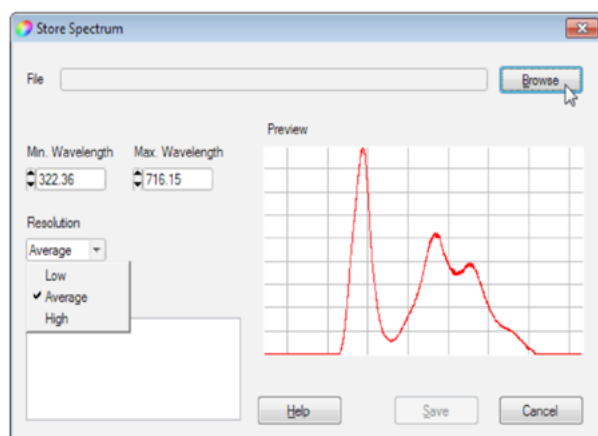 Store Spectrum
File
Browse
Preview
Min. Wavelength Max. Wavelength
322.36 716.15
Resolution
Average
Low
Average
High
Help Save Cancel